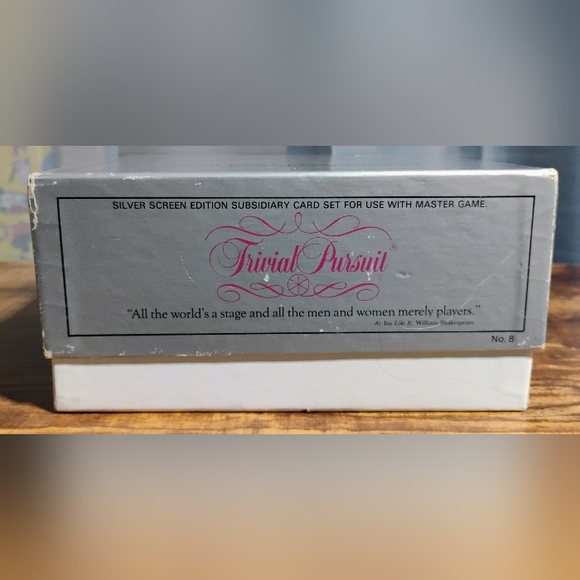 SILVER SCREEN EDITION SUBSIDIARY CARD SET FOR USE WITH MASTER GAME.
Trivial Pursuit®
"All the world's a stage and all the men and women merely players."
As You Like It, William Shakespeare
No. 8